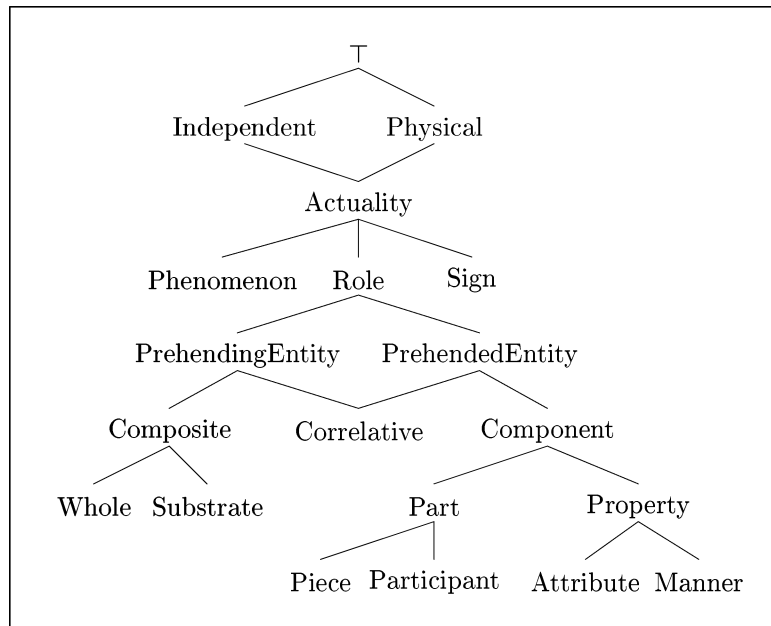 ⊤
Independent Physical
Actuality
Phenomenon Role Sign
PrehendingEntity PrehendedEntity
Composite Correlative Component
Whole Substrate Part Property
Piece Participant Attribute Manner